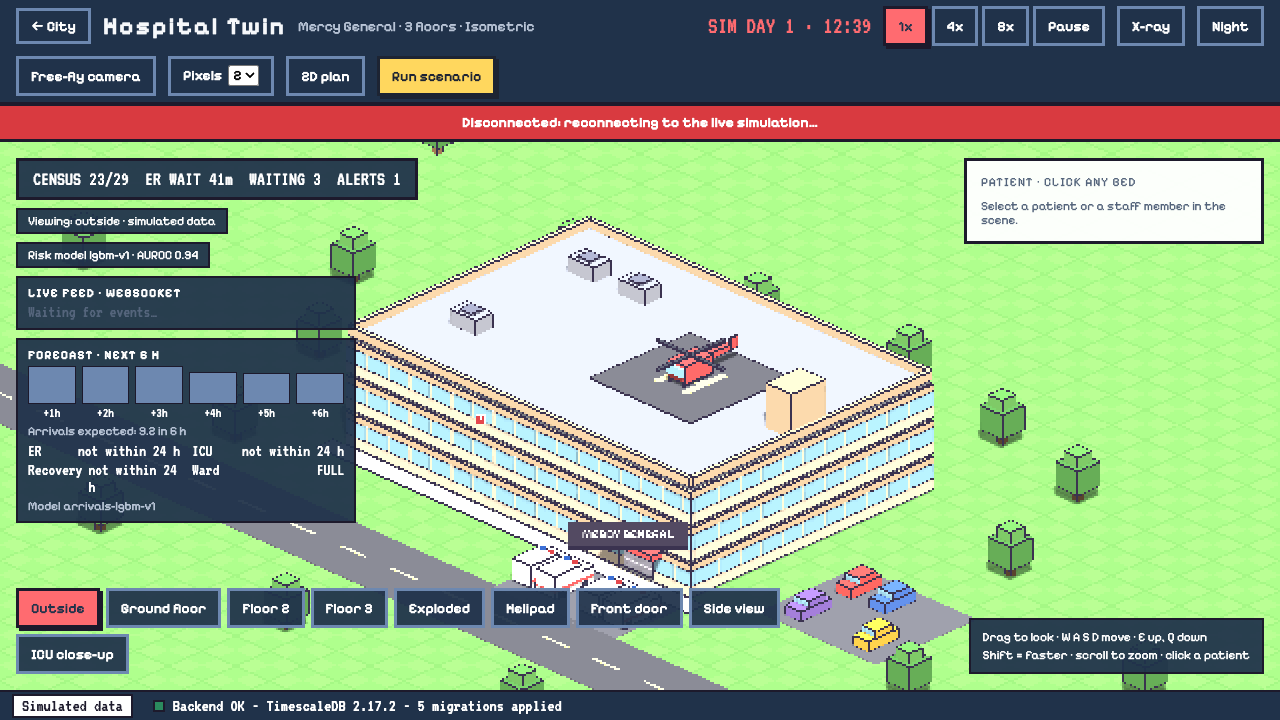 ← City
Hospital Twin
Mercy General · 3 floors · Isometric
SIM DAY 1 · 12:39
1x
4x
8x
Pause
X-ray
Night
Free-fly camera
Pixels 2
2D plan
Run scenario
Disconnected: reconnecting to the live simulation…
CENSUS 23/29 ER WAIT 41m WAITING 3 ALERTS 1
Viewing: outside · simulated data
Risk model lgbm-v1 · AUROC 0.94
LIVE FEED · WEBSOCKET
Waiting for events…
FORECAST · NEXT 6 H
+1h +2h +3h +4h +5h +6h
Arrivals expected: 9.2 in 6 h
ER not within 24 h ICU not within 24 h
Recovery not within 24 h Ward FULL
Model arrivals-lgbm-v1
PATIENT · CLICK ANY BED
Select a patient or a staff member in the
scene.
MERCY GENERAL
Outside
Ground floor
Floor 2
Floor 3
Exploded
Helipad
Front door
Side view
ICU close-up
Drag to look · W A S D move · E up, Q down
Shift = faster · scroll to zoom · click a patient
Simulated data
Backend OK - TimescaleDB 2.17.2 - 5 migrations applied